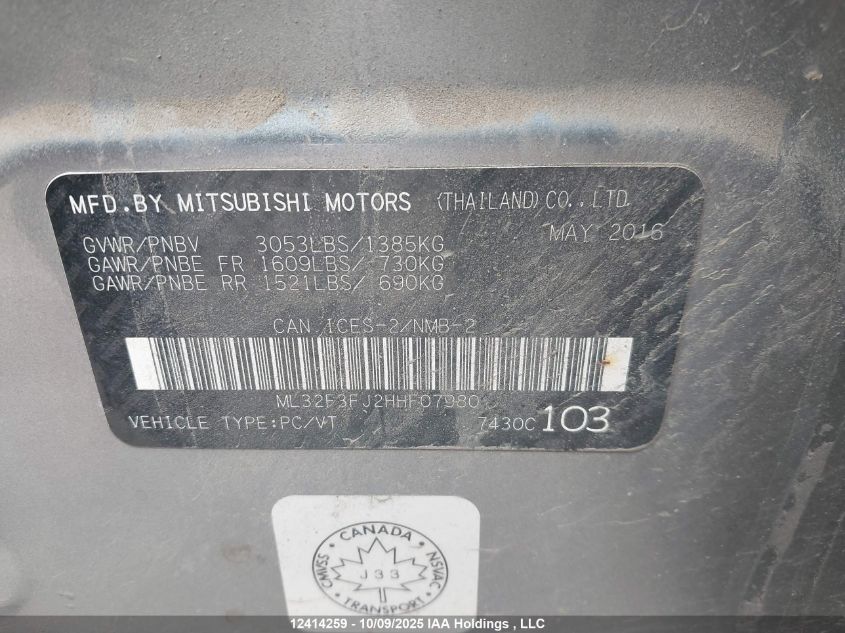 MFD.BY MITSUBISHI MOTORS (THAILAND) CO.,LTD.
MAY 2016
GVWR/PNBV 3053LBS/1385KG
GAWR/PNBE FR 1609LBS/ 730KG
GAWR/PNBE RR 1521LBS/ 690KG
CAN ICES-2/NMB-2
ML32F3FJ2HHF07980
VEHICLE TYPE:PC/VT 7430C 103
CANADA
CMVSS J33 NSVAC
TRANSPORT
12414259 - 10/09/2025 IAA Holdings , LLC